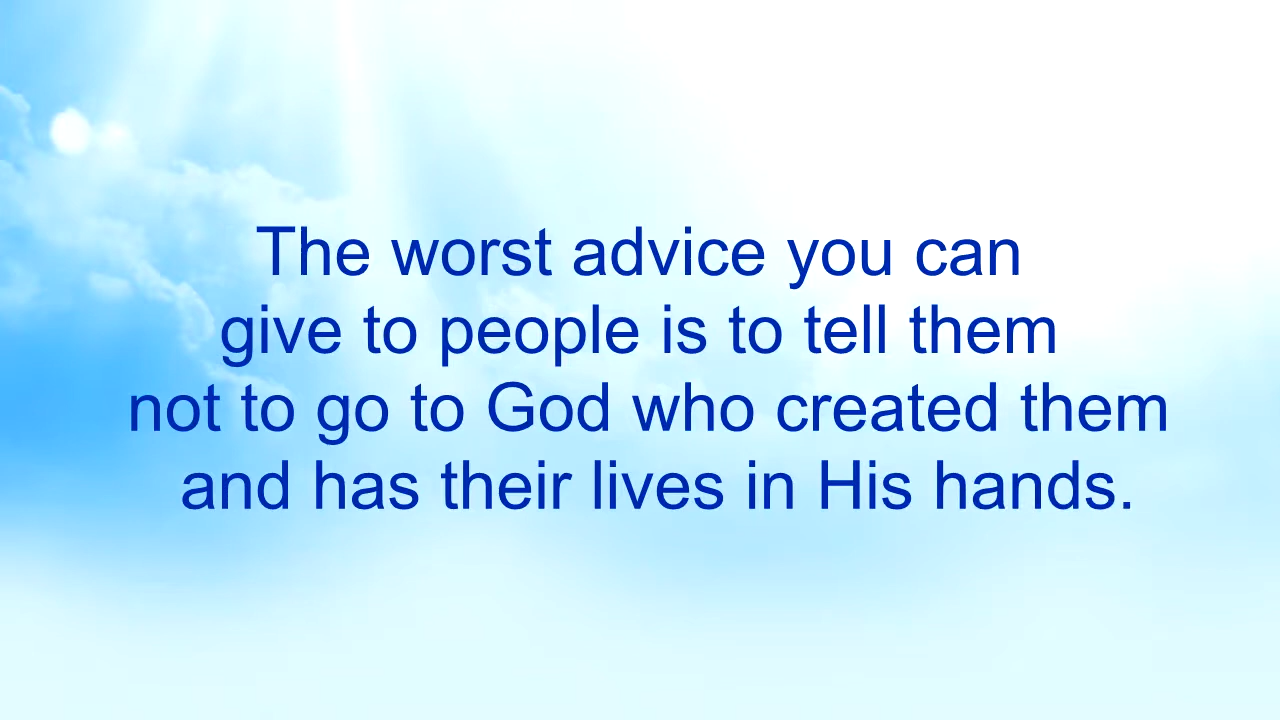 The worst advice you can
give to people is to tell them
not to go to God who created them
and has their lives in His hands.